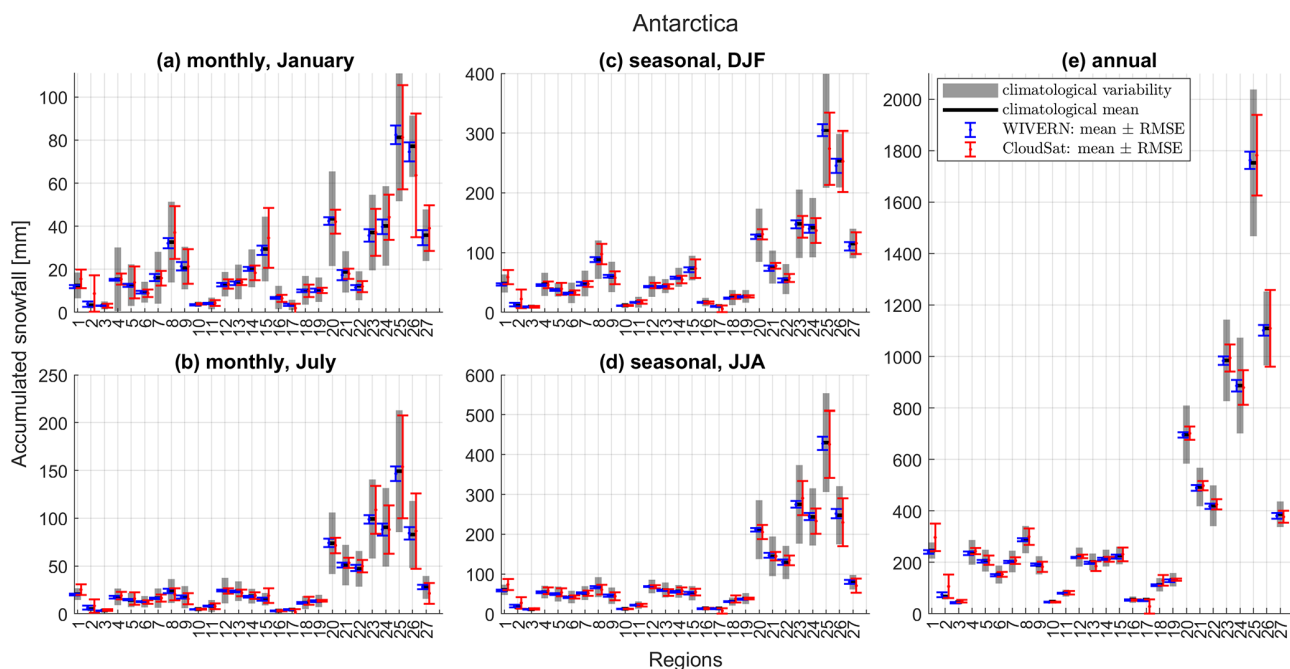 Antarctica
(a) monthly, January
Accumulated snowfall [mm]
0
20
40
60
80
100
1 2 3 4 5 6 7 8 9 10 11 12 13 14 15 16 17 18 19 20 21 22 23 24 25 26 27
(b) monthly, July
0
50
100
150
200
250
1 2 3 4 5 6 7 8 9 10 11 12 13 14 15 16 17 18 19 20 21 22 23 24 25 26 27
(c) seasonal, DJF
0
100
200
300
400
1 2 3 4 5 6 7 8 9 10 11 12 13 14 15 16 17 18 19 20 21 22 23 24 25 26 27
(d) seasonal, JJA
0
100
200
300
400
500
600
1 2 3 4 5 6 7 8 9 10 11 12 13 14 15 16 17 18 19 20 21 22 23 24 25 26 27
Regions
(e) annual
climatological variability
climatological mean
WIVERN: mean ± RMSE
CloudSat: mean ± RMSE
0
200
400
600
800
1000
1200
1400
1600
1800
2000
1 2 3 4 5 6 7 8 9 10 11 12 13 14 15 16 17 18 19 20 21 22 23 24 25 26 27